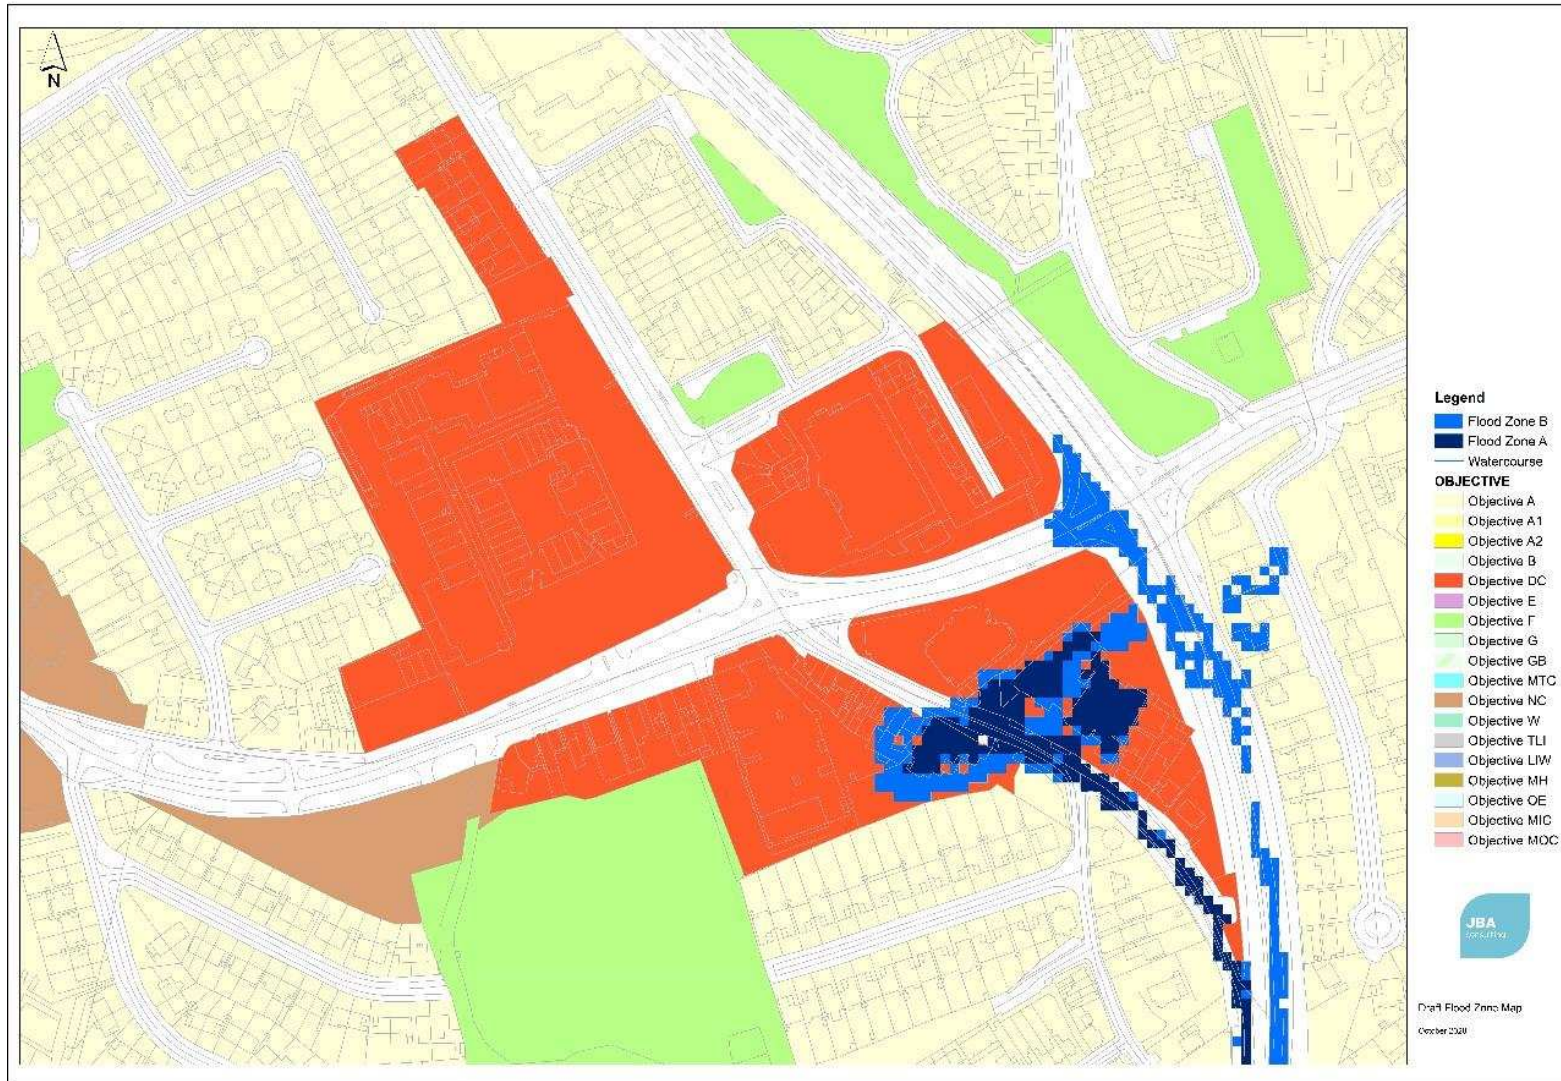 N
Legend
Flood Zone B
Flood Zone A
Watercourse
OBJECTIVE
Objective A
Objective A1
Objective A2
Objective B
Objective DC
Objective E
Objective F
Objective G
Objective GB
Objective MTC
Objective NC
Objective W
Objective TLI
Objective LIW
Objective MH
Objective OE
Objective MIC
Objective MOC
JBA
consulting
Draft Flood Zone Map
October 2020